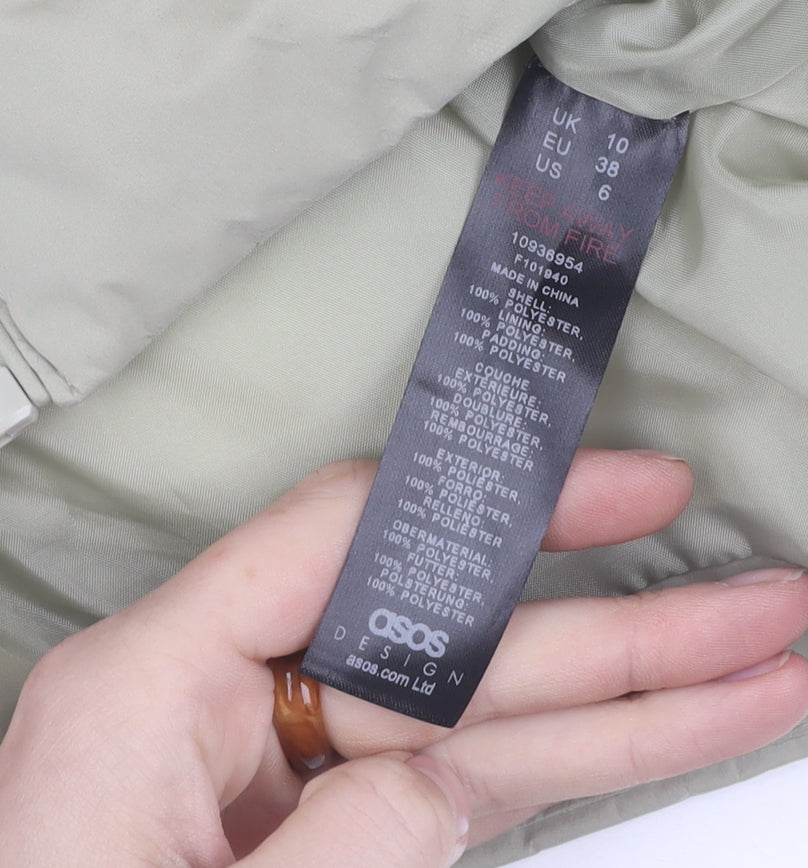 UK 10
EU 38
US 6
KEEP AWAY
FROM FIRE
10936954
F101940
MADE IN CHINA
SHELL:
100% POLYESTER,
LINING:
100% POLYESTER,
PADDING:
100% POLYESTER
COUCHE
EXTÉRIEURE:
100% POLYESTER,
DOUBLURE:
100% POLYESTER,
REMBOURRAGE:
100% POLYESTER
EXTERIOR:
100% POLIÉSTER,
FORRO:
100% POLIÉSTER,
RELLENO:
100% POLIÉSTER
OBERMATERIAL:
100% POLYESTER,
FUTTER:
100% POLYESTER,
POLSTERUNG:
100% POLYESTER
asos
DESIGN
asos.com Ltd